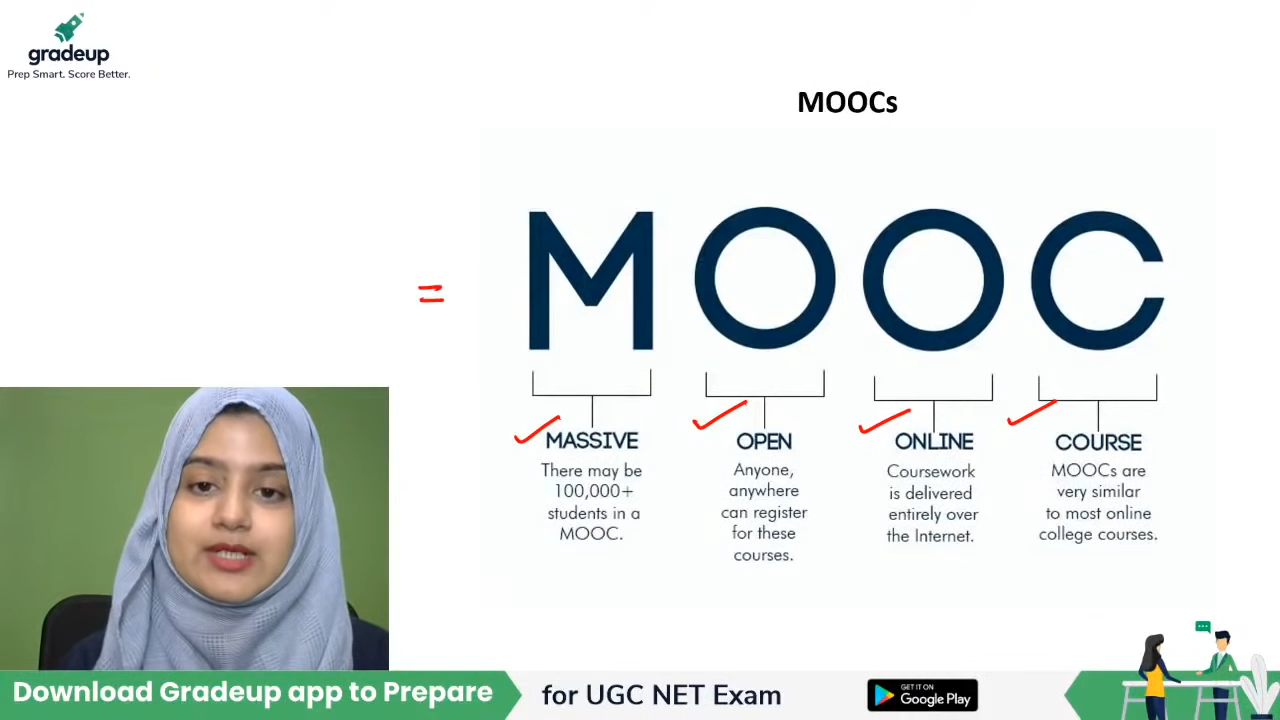 gradeup
Prep Smart. Score Better.
MOOCs
=
MOOC
MASSIVE
There may be
100,000+
students in a
MOOC.
OPEN
Anyone,
anywhere
can register
for these
courses.
ONLINE
Coursework
is delivered
entirely over
the Internet.
COURSE
MOOCs are
very similar
to most online
college courses.
Download Gradeup app to Prepare
for UGC NET Exam
GET IT ON
Google Play